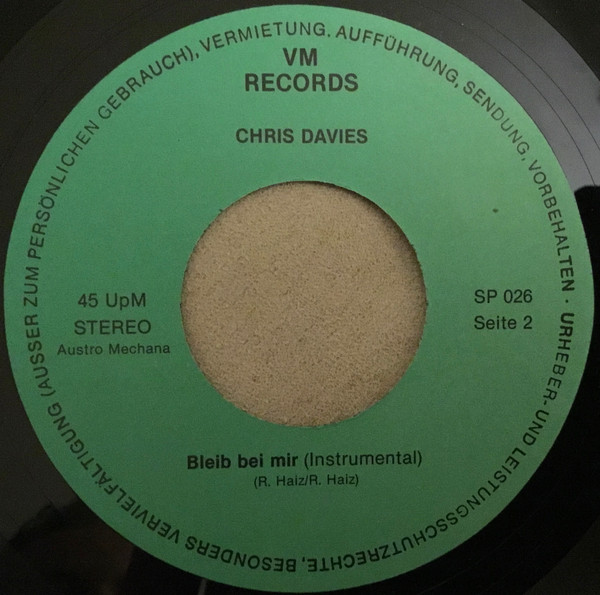 VM
RECORDS
CHRIS DAVIES
45 UpM
STEREO
Austro Mechana
SP 026
Seite 2
Bleib bei mir (Instrumental)
(R. Haiz/R. Haiz)
URHEBER- UND LEISTUNGSSCHUTZRECHTE, BESONDERS VERVIELFÄLTIGUNG (AUSSER ZUM PERSÖNLICHEN GEBRAUCH), VERMIETUNG. AUFFÜHRUNG, SENDUNG, VORBEHALTEN ·